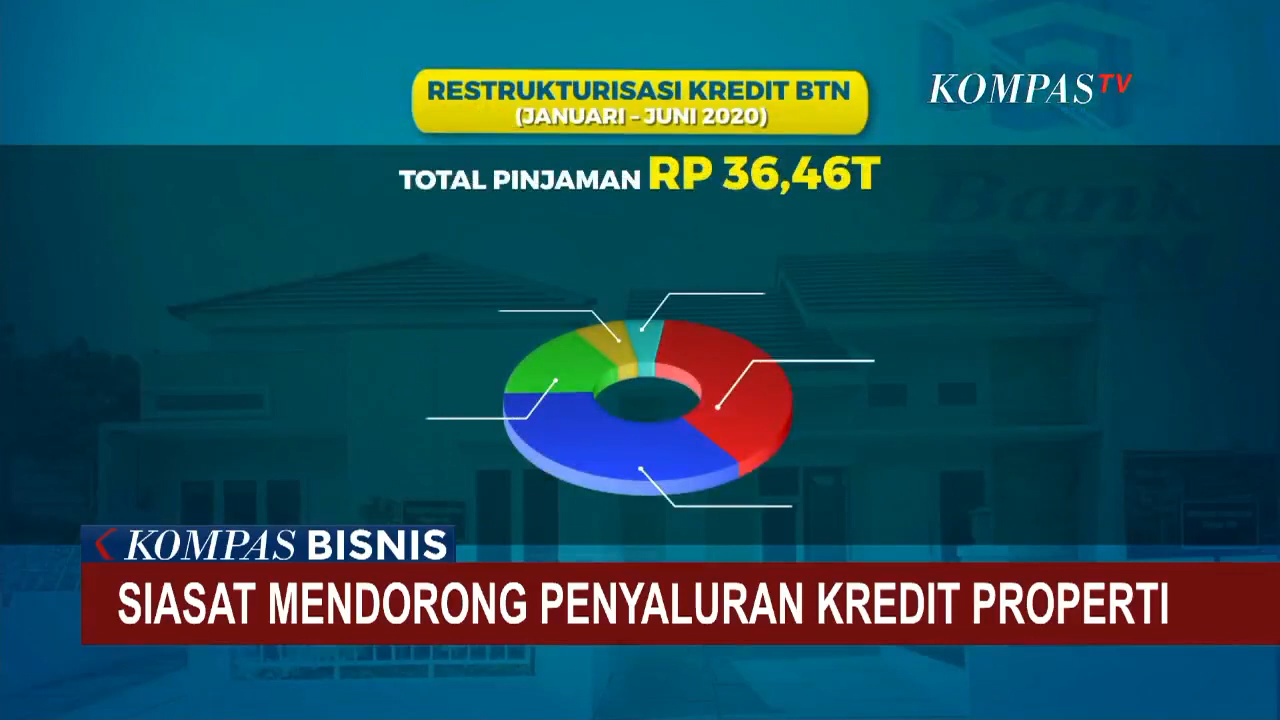 RESTRUKTURISASI KREDIT BTN
(JANUARI - JUNI 2020)
KOMPASTV
TOTAL PINJAMAN RP 36,46T
Bank
KOMPAS BISNIS
SIASAT MENDORONG PENYALURAN KREDIT PROPERTI